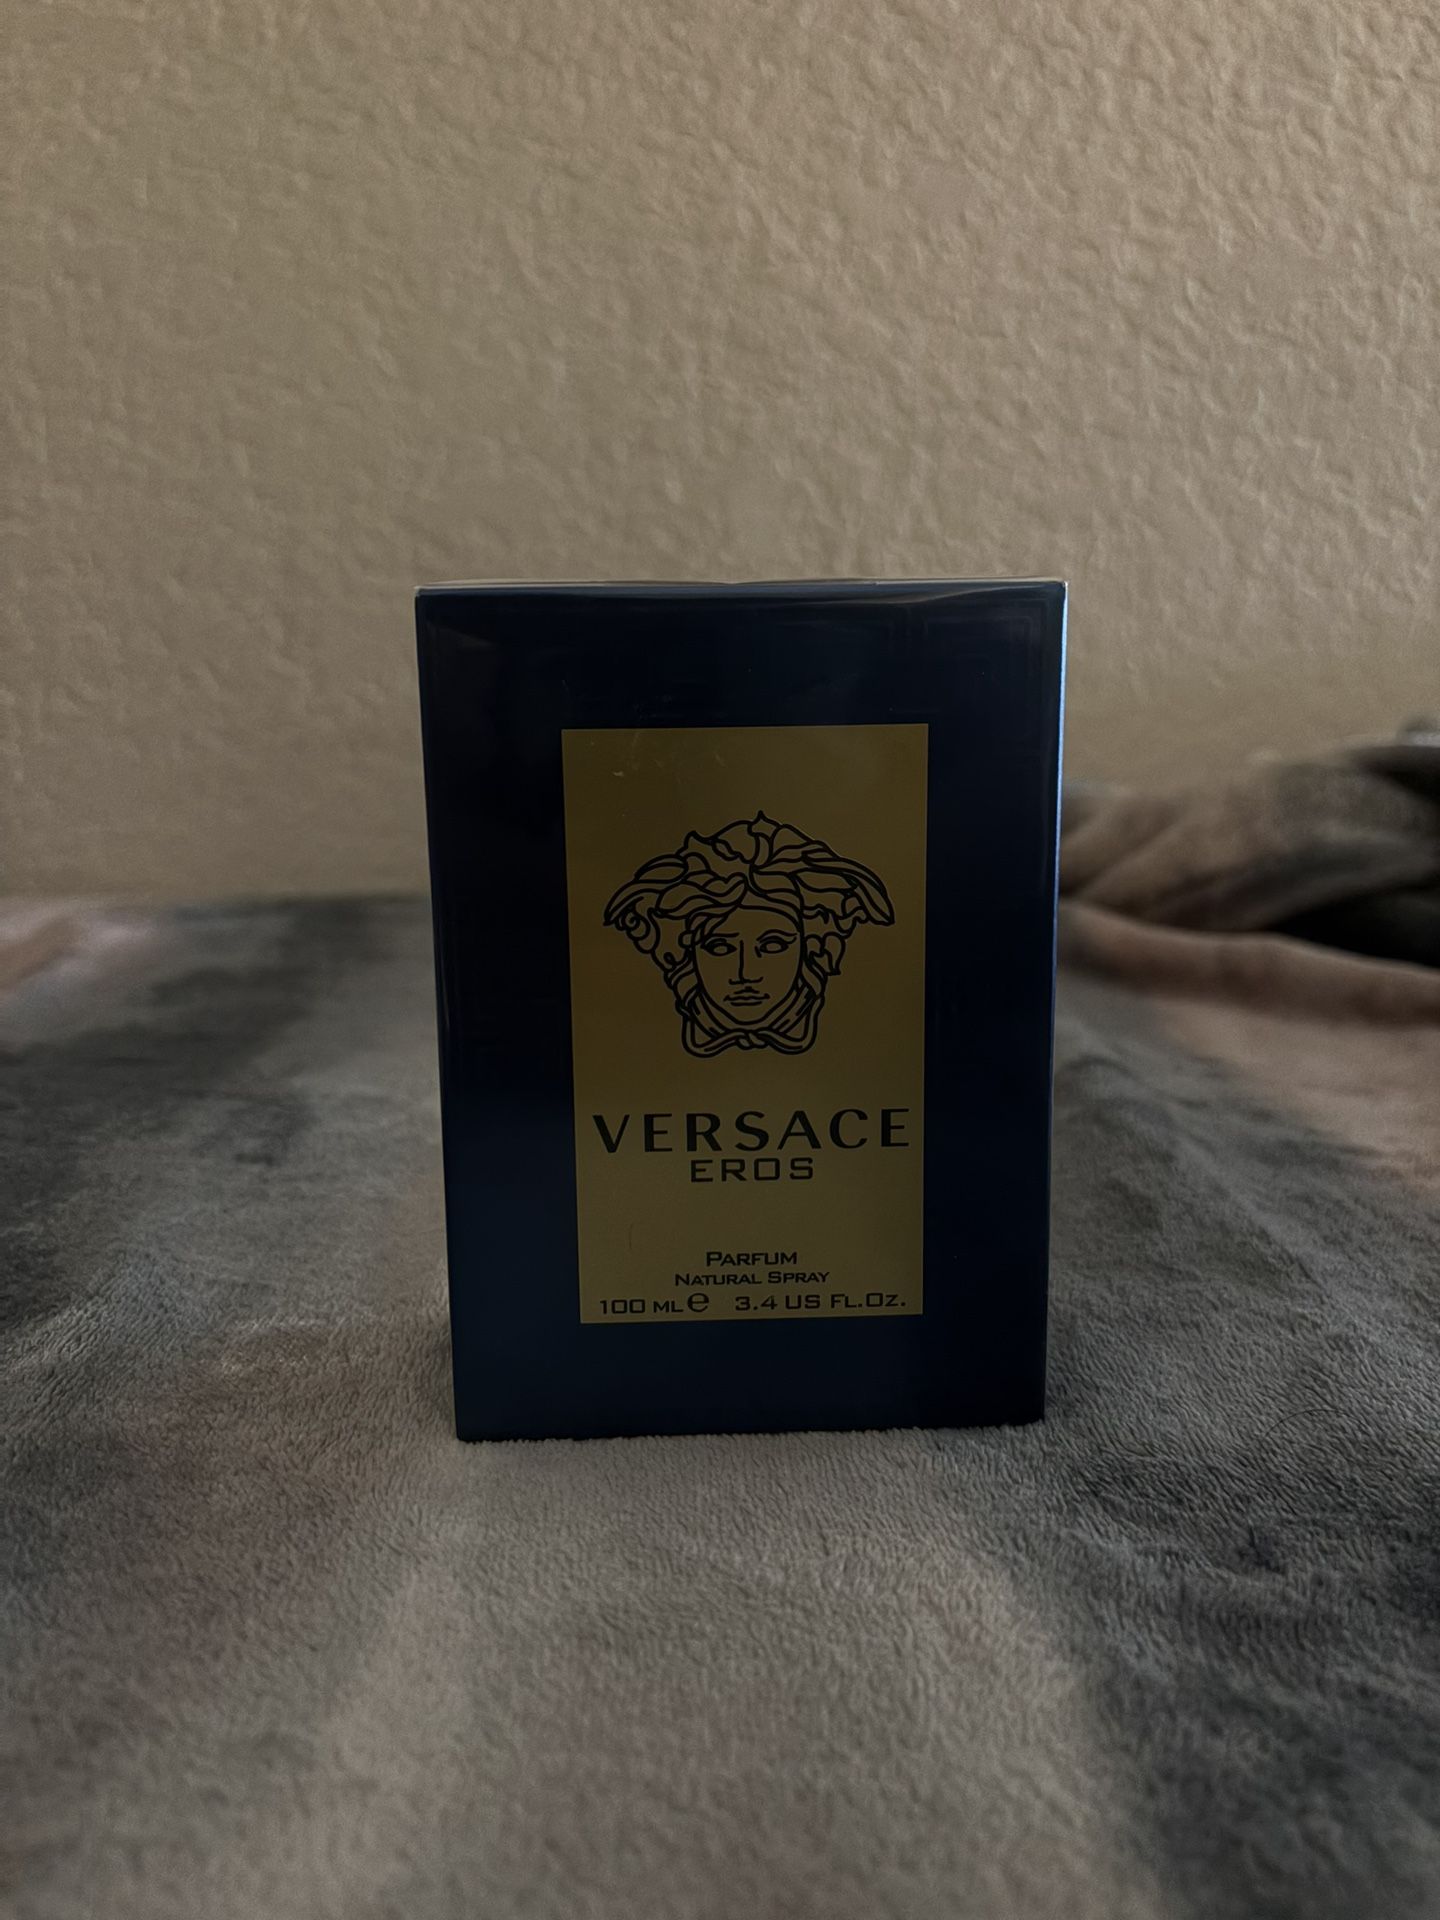 VERSACE
EROS
PARFUM
NATURAL SPRAY
100 ML e 3.4 US FL.OZ.